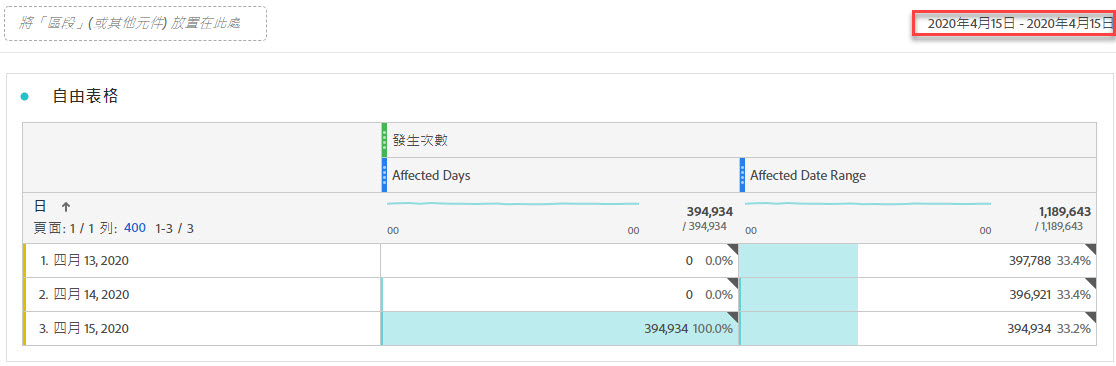 將「區段」(或其他元件) 放置在此處
2020年4月15日 - 2020年4月15日
自由表格
發生次數
Affected Days
Affected Date Range
日 ↑
頁面: 1 / 1 列: 400 1-3 / 3
394,934
/ 394,934
00 00
1,189,643
/ 1,189,643
00 00
1. 四月 13, 2020 0 0.0% 397,788 33.4%
2. 四月 14, 2020 0 0.0% 396,921 33.4%
3. 四月 15, 2020 394,934 100.0% 394,934 33.2%